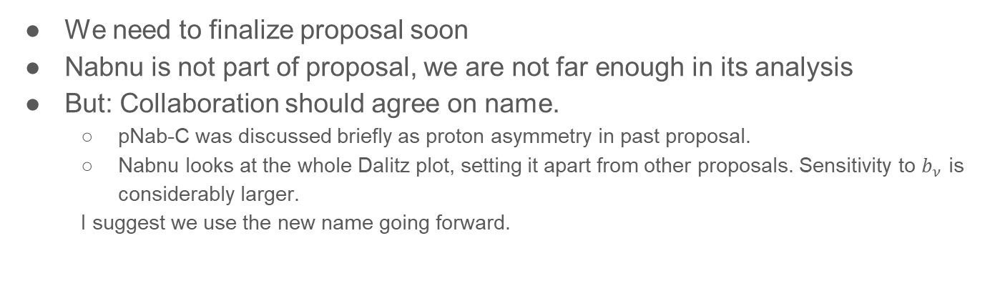 ● We need to finalize proposal soon
● Nabnu is not part of proposal, we are not far enough in its analysis
● But: Collaboration should agree on name.
○ pNab-C was discussed briefly as proton asymmetry in past proposal.
○ Nabnu looks at the whole Dalitz plot, setting it apart from other proposals. Sensitivity to bᵥ is
considerably larger.
I suggest we use the new name going forward.